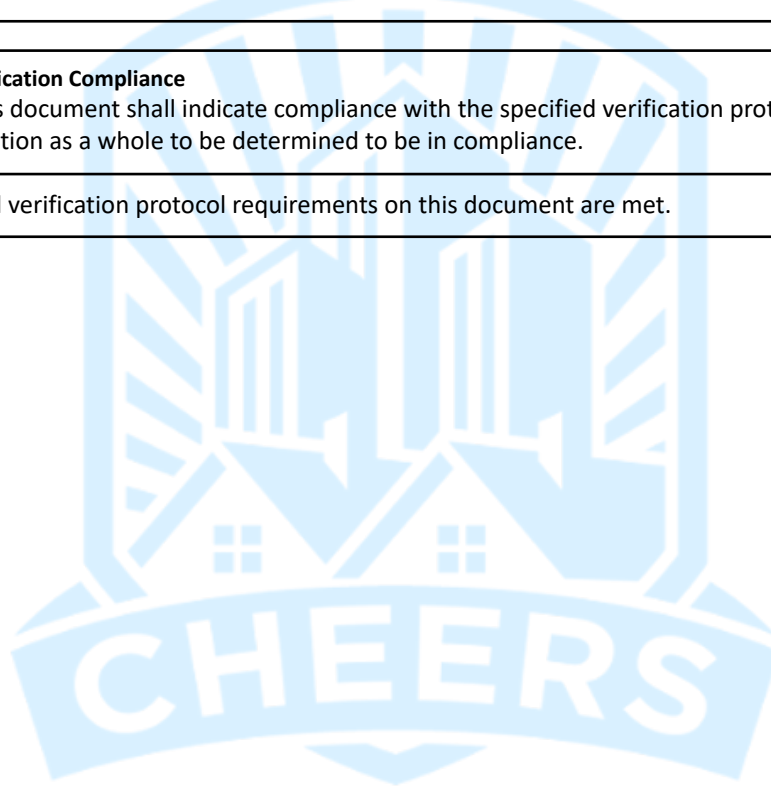 ication Compliance
s document shall indicate compliance with the specified verification prot
tion as a whole to be determined to be in compliance.
l verification protocol requirements on this document are met.
CHEERS